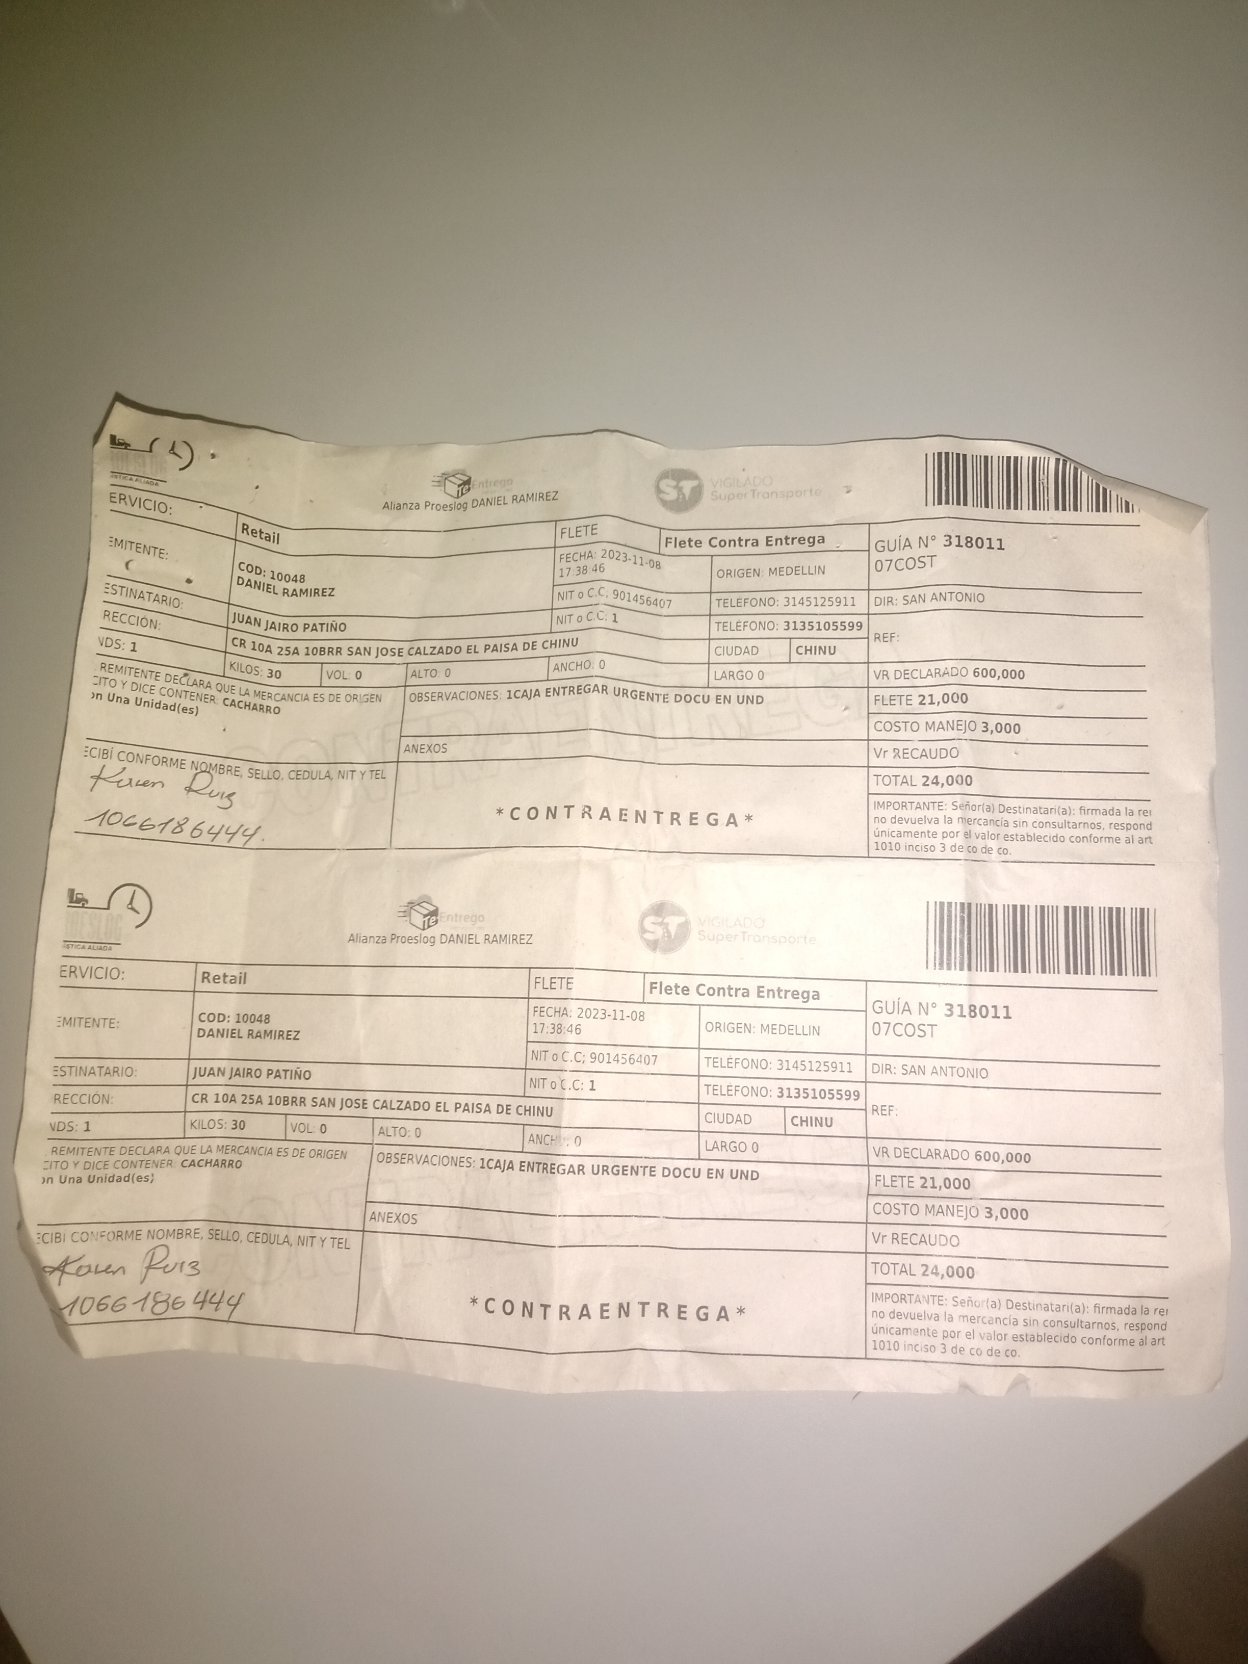 STICA ALIADA
Te Entrego
Alianza Proeslog DANIEL RAMIREZ
ST VIGILADO
SuperTransporte
ERVICIO: Retail FLETE Flete Contra Entrega
GUÍA N° 318011
07COST
EMITENTE: COD: 10048
DANIEL RAMIREZ
FECHA: 2023-11-08
17:38:46
ORIGEN: MEDELLIN
NIT o C.C; 901456407 TELÉFONO: 3145125911 DIR: SAN ANTONIO
ESTINATARIO: JUAN JAIRO PATIÑO NIT o C.C: 1 TELÉFONO: 3135105599
RECCIÓN: CR 10A 25A 10BRR SAN JOSE CALZADO EL PAISA DE CHINU CIUDAD CHINU REF:
NDS: 1 KILOS: 30 VOL: 0 ALTO: 0 ANCHO: 0 LARGO 0 VR DECLARADO 600,000
REMITENTE DECLARA QUE LA MERCANCIA ES DE ORIGEN
CITO Y DICE CONTENER: CACHARRO
on Una Unidad(es)
OBSERVACIONES: 1CAJA ENTREGAR URGENTE DOCU EN UND
FLETE 21,000
COSTO MANEJO 3,000
ANEXOS
Vr RECAUDO
ECIBÍ CONFORME NOMBRE, SELLO, CEDULA, NIT Y TEL
TOTAL 24,000
Karen Ruiz
1066186444.
*CONTRAENTREGA*
IMPORTANTE: Señor(a) Destinatari(a): firmada la rei
no devuelva la mercancía sin consultarnos, respond
únicamente por el valor establecido conforme al art
1010 inciso 3 de co de co.
STICA ALIADA
Te Entrego
Alianza Proeslog DANIEL RAMIREZ
ST VIGILADO
SuperTransporte
ERVICIO: Retail FLETE Flete Contra Entrega
GUÍA N° 318011
07COST
EMITENTE: COD: 10048
DANIEL RAMIREZ
FECHA: 2023-11-08
17:38:46
ORIGEN: MEDELLIN
NIT o C.C; 901456407 TELÉFONO: 3145125911 DIR: SAN ANTONIO
ESTINATARIO: JUAN JAIRO PATIÑO NIT o C.C: 1 TELÉFONO: 3135105599
RECCIÓN: CR 10A 25A 10BRR SAN JOSE CALZADO EL PAISA DE CHINU CIUDAD CHINU REF:
NDS: 1 KILOS: 30 VOL: 0 ALTO: 0 ANCHO: 0 LARGO 0 VR DECLARADO 600,000
REMITENTE DECLARA QUE LA MERCANCIA ES DE ORIGEN
CITO Y DICE CONTENER: CACHARRO
on Una Unidad(es)
OBSERVACIONES: 1CAJA ENTREGAR URGENTE DOCU EN UND
FLETE 21,000
COSTO MANEJO 3,000
ANEXOS
Vr RECAUDO
ECIBÍ CONFORME NOMBRE, SELLO, CEDULA, NIT Y TEL
TOTAL 24,000
Karen Ruiz
1066186444
*CONTRAENTREGA*
IMPORTANTE: Señor(a) Destinatari(a): firmada la rei
no devuelva la mercancía sin consultarnos, respond
únicamente por el valor establecido conforme al art
1010 inciso 3 de co de co.